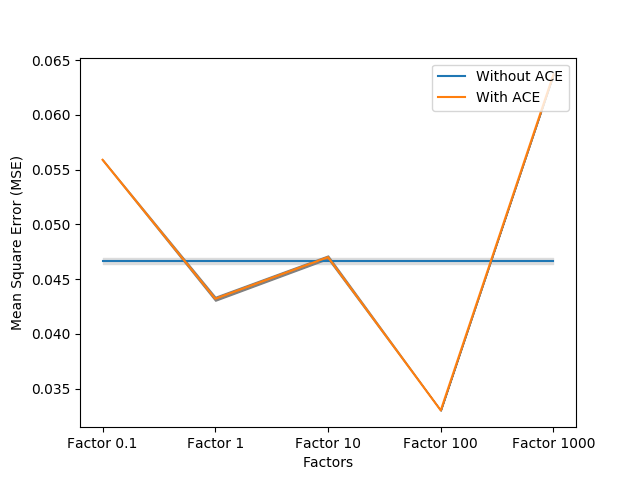 Without ACE
With ACE
Mean Square Error (MSE)
0.065
0.060
0.055
0.050
0.045
0.040
0.035
Factor 0.1
Factor 1
Factor 10
Factor 100
Factor 1000
Factors